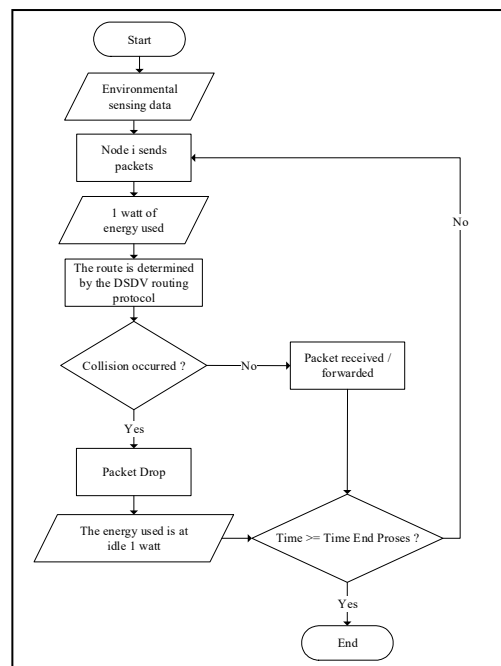 Start
Environmental
sensing data
Node i sends
packets
1 watt of
energy used
The route is determined
by the DSDV routing
protocol
Collision occurred ?
No
Packet received /
forwarded
No
Yes
Packet Drop
The energy used is at
idle 1 watt
Time >= Time End Proses ?
Yes
End